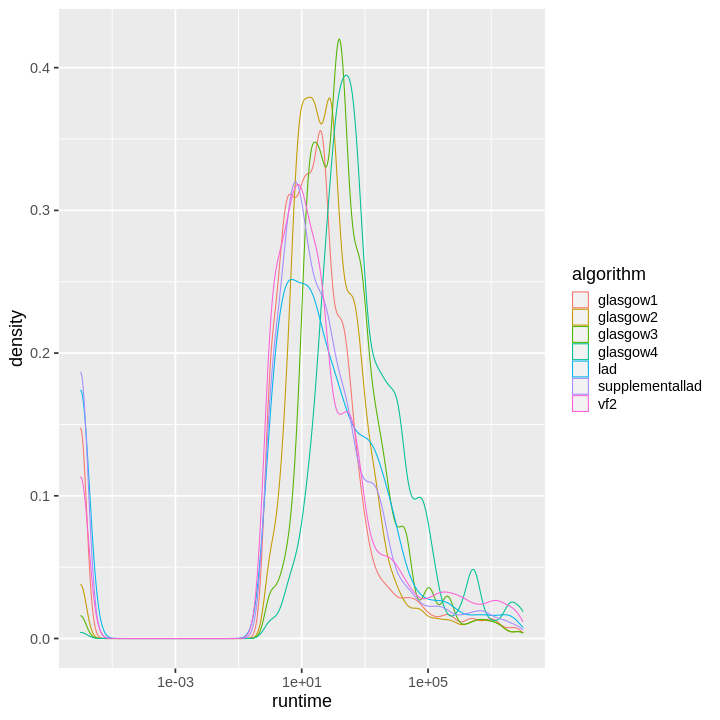 0.4
0.3
0.2
0.1
0.0
density
1e-03
1e+01
1e+05
runtime
algorithm
glasgow1
glasgow2
glasgow3
glasgow4
lad
supplementallad
vf2